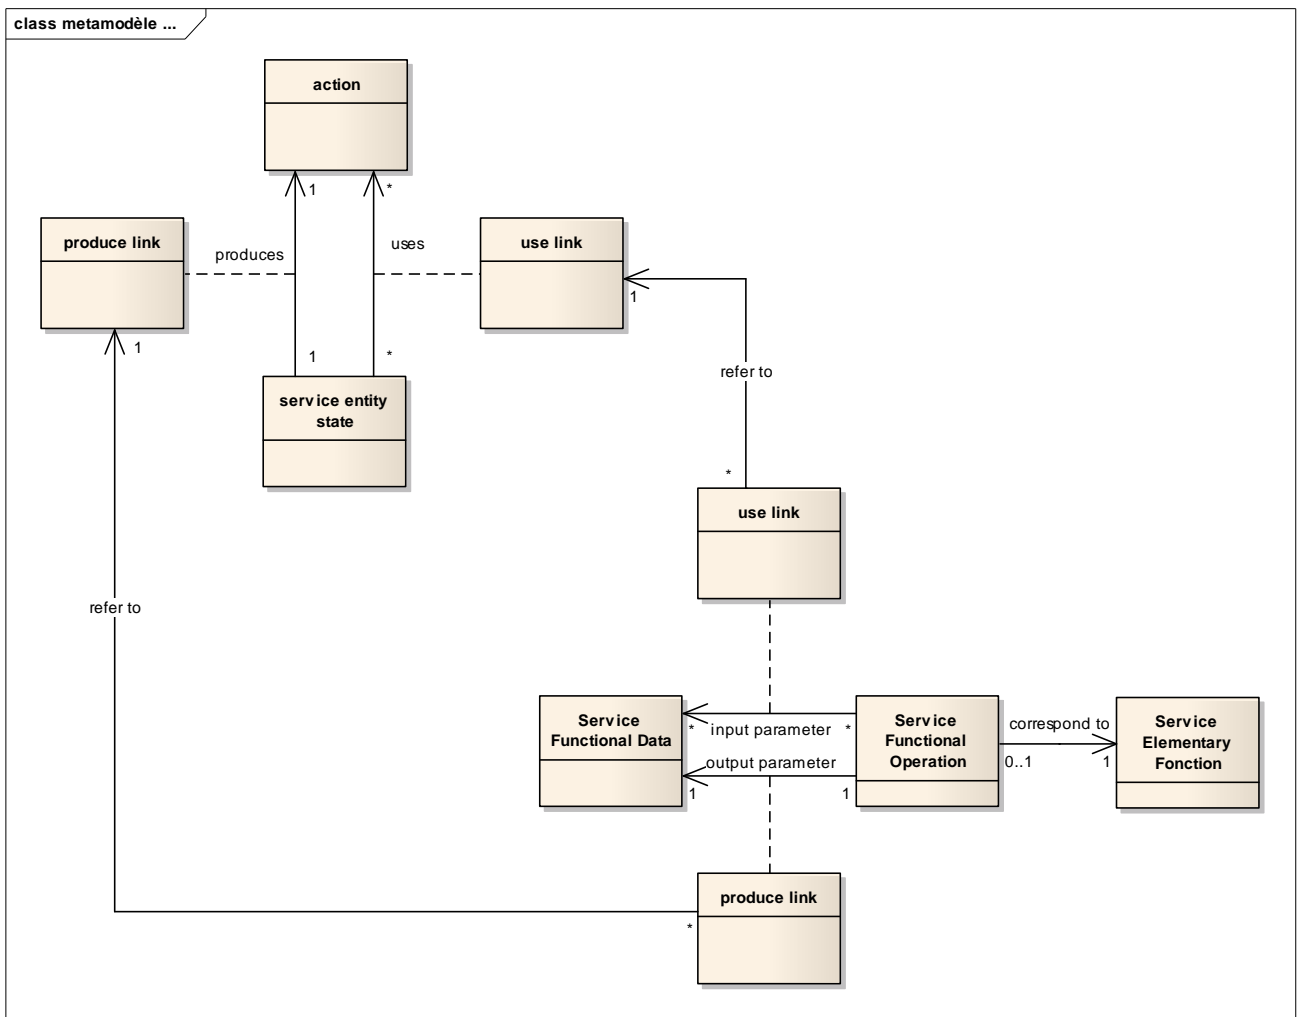 class metamodèle ...
action
1
*
produce link
produces
uses
use link
1
1
1
*
service entity
state
refer to
*
use link
refer to
Service
Functional Data
*
input parameter
*
output parameter
1
1
Service
Functional
Operation
correspond to
0..1
1
Service
Elementary
Fonction
produce link
*